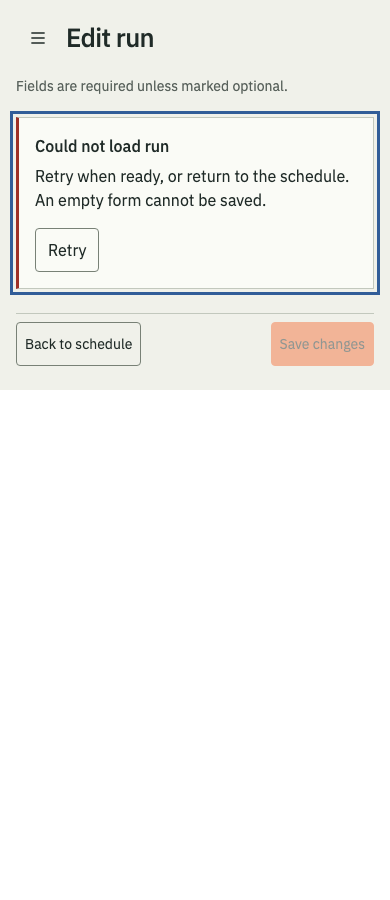 Edit run
Fields are required unless marked optional.
Could not load run
Retry when ready, or return to the schedule.
An empty form cannot be saved.
Retry
Back to schedule
Save changes